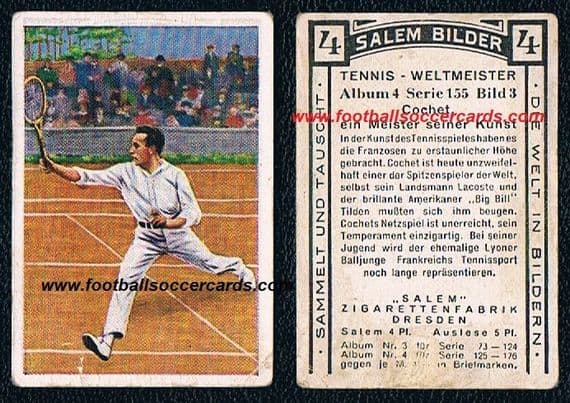 www.footballsoccercards.com
4 SALEM BILDER 4
TENNIS - WELTMEISTER
Album 4 Serie 155 Bild 3
www.footballsoccercards.com
Cochet,
ein Meister seiner Kunst
In der Kunst des Tennisspieles haben es
die Franzosen zu erstaunlicher Höhe
gebracht. Cochet ist heute unzweifel-
haft einer der Spitzenspieler der Welt,
selbst sein Landsmann Lacoste und
der brillante Amerikaner „Big Bill"
Tilden mußten sich ihm beugen.
Cochets Netzspiel ist unerreicht, sein
Temperament einzigartig. Bei seiner
Jugend wird der ehemalige Lyoner
Balljunge Frankreichs Tennissport
noch lange repräsentieren.
„SALEM"
ZIGARETTENFABRIK
DRESDEN
Salem 4 Pf. Auslese 5 Pf.
Album Nr. 3 für Serie 73 — 124
Album Nr. 4 für Serie 125 — 176
gegen je M. in Briefmarken.
SAMMELT UND TAUSCHT
DIE WELT IN BILDERN